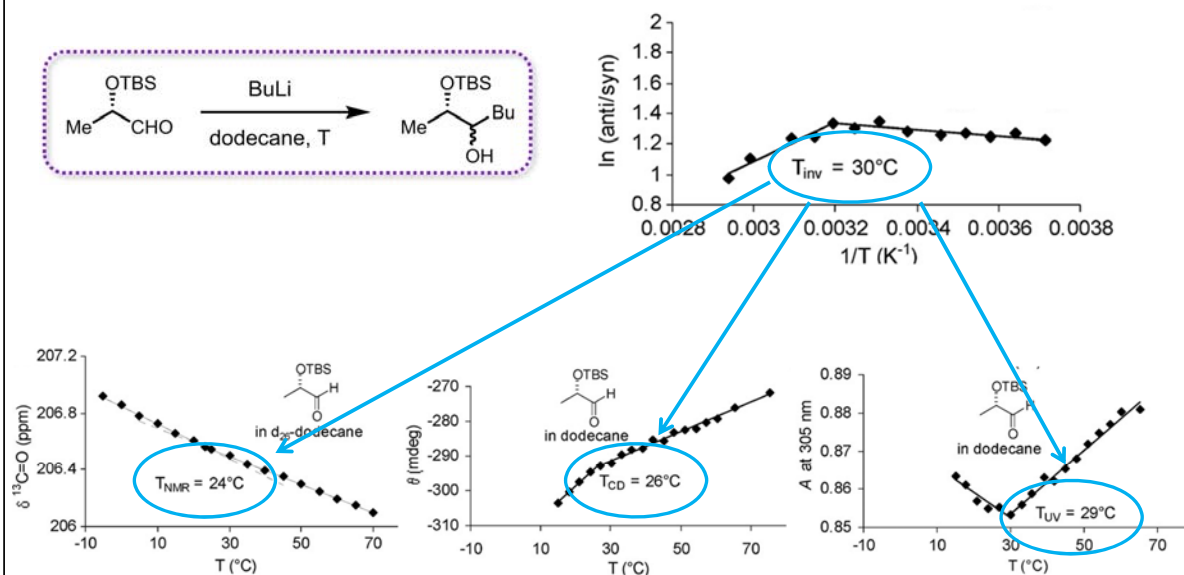 OTBS
Me
CHO
BuLi
dodecane, T
OTBS
Me
Bu
OH
ln (anti/syn)
2
1.8
1.6
1.4
1.2
1
0.8
T_inv = 30°C
0.0028
0.003
0.0032
0.0034
0.0036
0.0038
1/T (K⁻¹)
δ ¹³C=O (ppm)
207.2
206.8
206.4
206
OTBS
H
O
in d₂₆-dodecane
T_NMR = 24°C
-10
10
30
50
70
T (°C)
θ (mdeg)
-270
-280
-290
-300
-310
OTBS
H
O
in dodecane
T_CD = 26°C
-10
10
30
50
70
T (°C)
A at 305 nm
0.89
0.88
0.87
0.86
0.85
OTBS
H
O
in dodecane
T_UV = 29°C
-10
10
30
50
70
T (°C)